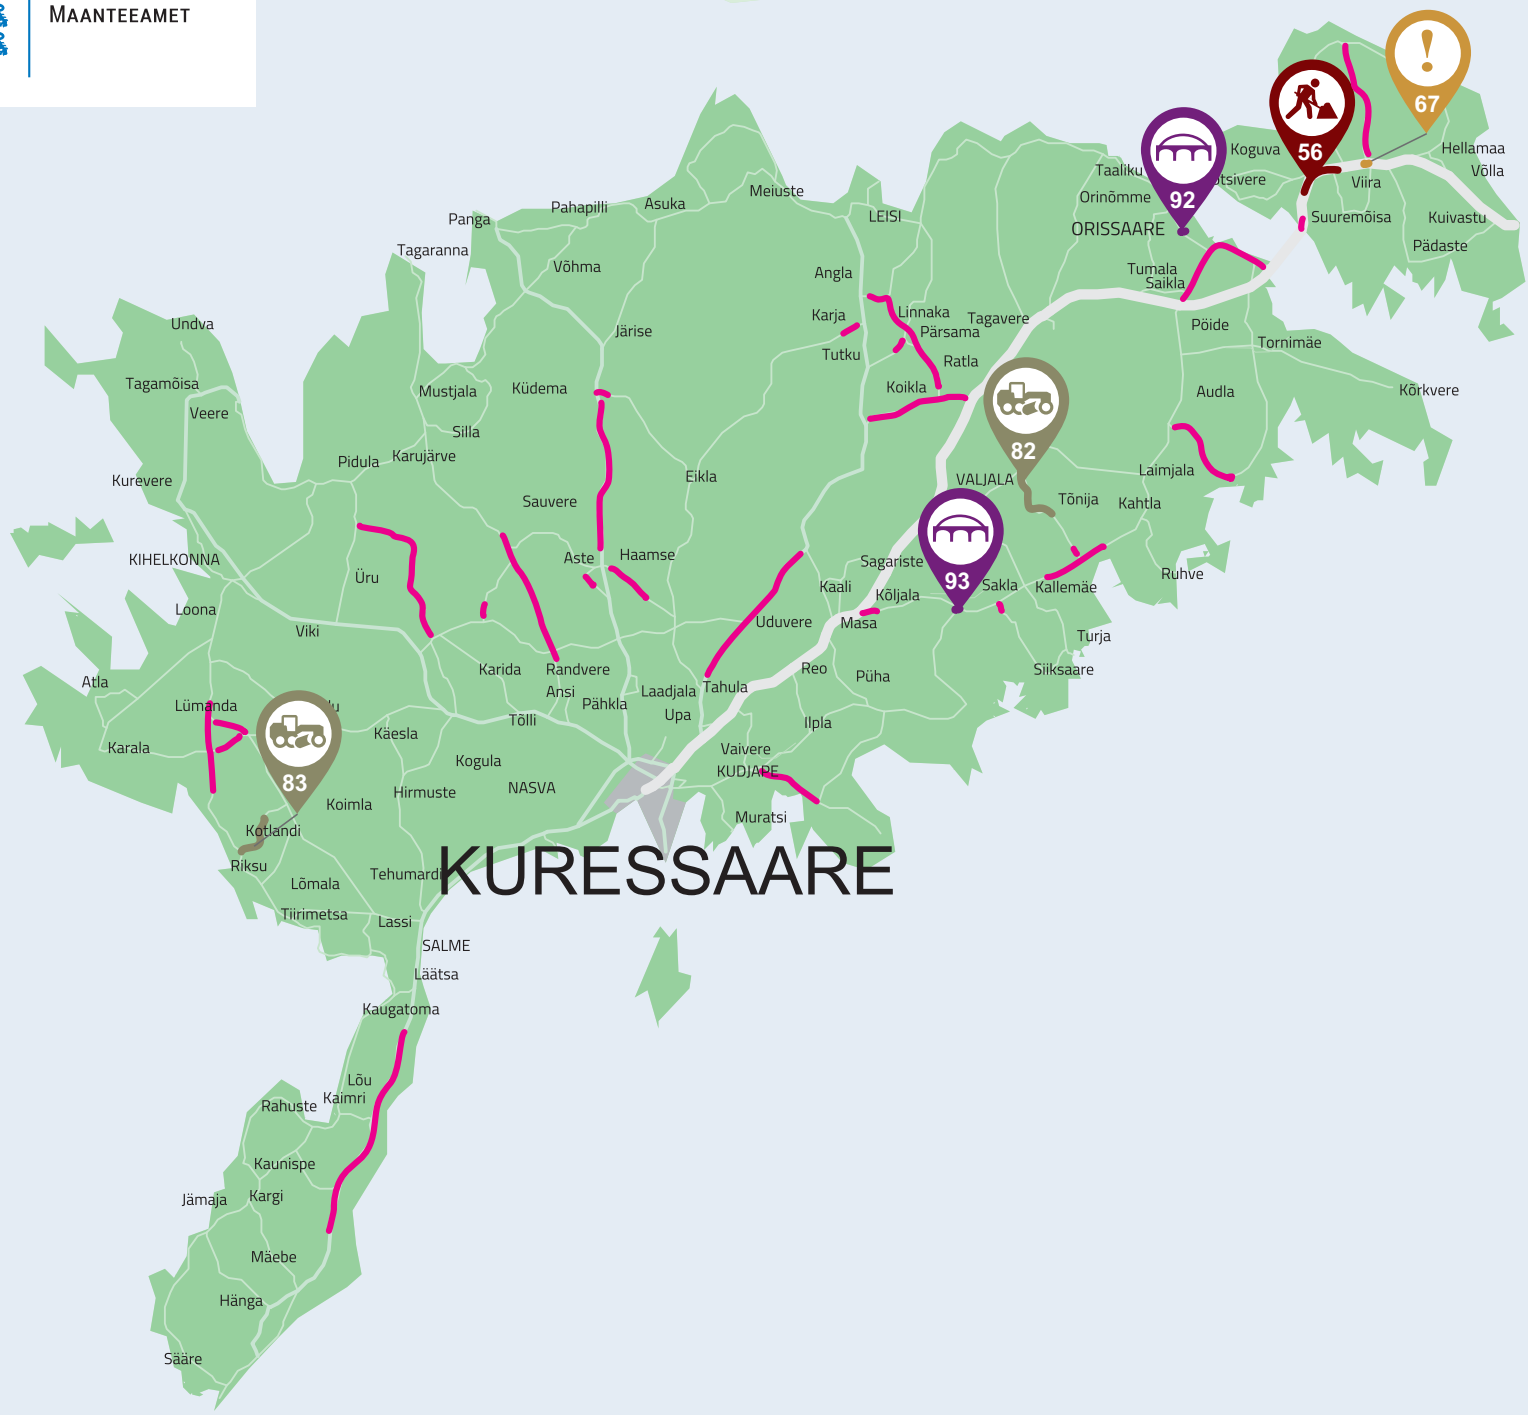 MAANTEEAMET
67
56
92
Koguva
Hellamaa
Võlla
Viira
Taaliku
Orinõmme
ORISSAARE
Suuremõisa
Kuivastu
Pädaste
Meiuste
Asuka
Pahapilli
Panga
Tagaranna
LEISI
Võhma
Angla
Tumala
Saikla
Karja
Linnaka
Pärsama
Tagavere
Pöide
Tornimäe
Undva
Järise
Tutku
Ratla
Tagamõisa
Veere
Mustjala
Küdema
Koikla
Audla
Kõrkvere
Silla
82
Pidula
Karujärve
Kurevere
Eikla
VALJALA
Laimjala
Sauvere
Tõnija
Kahtla
KIHELKONNA
Aste
Haamse
Sagariste
93
Üru
Kaali
Kõljala
Sakla
Kallemäe
Ruhve
Loona
Viki
Uduvere
Masa
Turja
Karida
Randvere
Reo
Püha
Siiksaare
Atla
Ansi
Pähkla
Laadjala
Tahula
Lümanda
Upa
Tõlli
Ilpla
Karala
Käesla
Vaivere
Kogula
KUDJAPE
83
Hirmuste
NASVA
Koimla
Muratsi
Kotlandi
Riksu
Tehumardi
KURESSAARE
Lõmala
Tiirimetsa
Lassi
SALME
Läätsa
Kaugatoma
Lõu
Kaimri
Rahuste
Kaunispe
Jämaja
Kargi
Mäebe
Hänga
Sääre